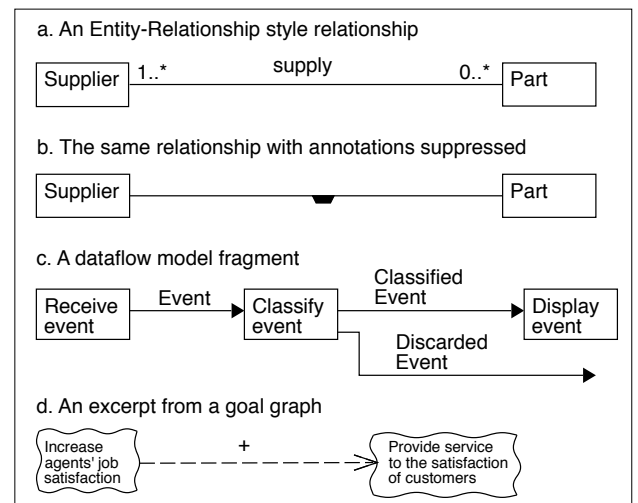 a. An Entity-Relationship style relationship
Supplier 1..* supply 0..* Part
b. The same relationship with annotations suppressed
Supplier Part
c. A dataflow model fragment
Receive
event
Event
Classify
event
Classified
Event
Display
event
Discarded
Event
d. An excerpt from a goal graph
Increase
agents' job
satisfaction
+
Provide service
to the satisfaction
of customers